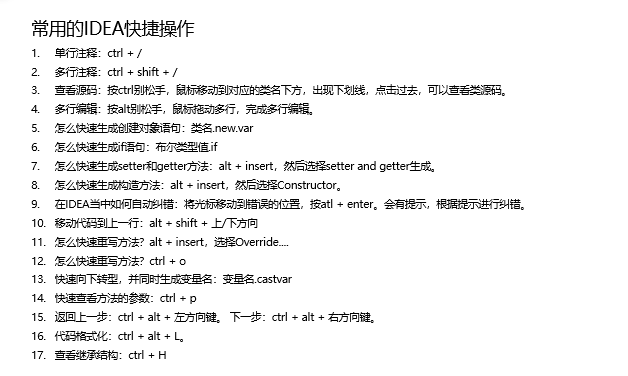 常用的IDEA快捷操作
1. 单行注释：ctrl + /
2. 多行注释：ctrl + shift + /
3. 查看源码：按ctrl别松手，鼠标移动到对应的类名下方，出现下划线，点击过去，可以查看类源码。
4. 多行编辑：按alt别松手，鼠标拖动多行，完成多行编辑。
5. 怎么快速生成创建对象语句：类名.new.var
6. 怎么快速生成if语句：布尔类型值.if
7. 怎么快速生成setter和getter方法：alt + insert，然后选择setter and getter生成。
8. 怎么快速生成构造方法：alt + insert，然后选择Constructor。
9. 在IDEA当中如何自动纠错：将光标移动到错误的位置，按atl + enter。会有提示，根据提示进行纠错。
10. 移动代码到上一行：alt + shift + 上/下方向
11. 怎么快速重写方法？alt + insert，选择Override....
12. 怎么快速重写方法？ctrl + o
13. 快速向下转型，并同时生成变量名：变量名.castvar
14. 快速查看方法的参数：ctrl + p
15. 返回上一步：ctrl + alt + 左方向键。 下一步：ctrl + alt + 右方向键。
16. 代码格式化：ctrl + alt + L。
17. 查看继承结构：ctrl + H